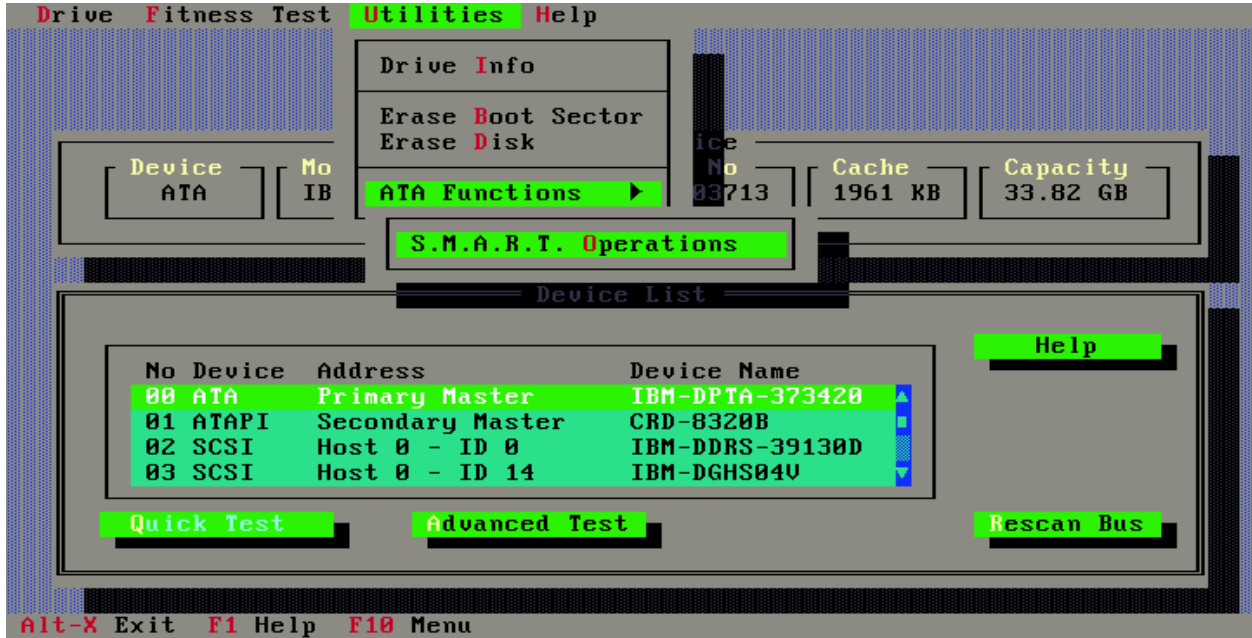 Drive Fitness Test Utilities Help
Drive Info
Erase Boot Sector
Erase Disk
ATA Functions
S.M.A.R.T. Operations
ice
Device Mo No Cache Capacity
ATA IB 03713 1961 KB 33.82 GB
Device List
Help
No Device Address Device Name
00 ATA Primary Master IBM-DPTA-373420
01 ATAPI Secondary Master CRD-8320B
02 SCSI Host 0 - ID 0 IBM-DDRS-39130D
03 SCSI Host 0 - ID 14 IBM-DGHS04V
Quick Test Advanced Test Rescan Bus
Alt-X Exit F1 Help F10 Menu